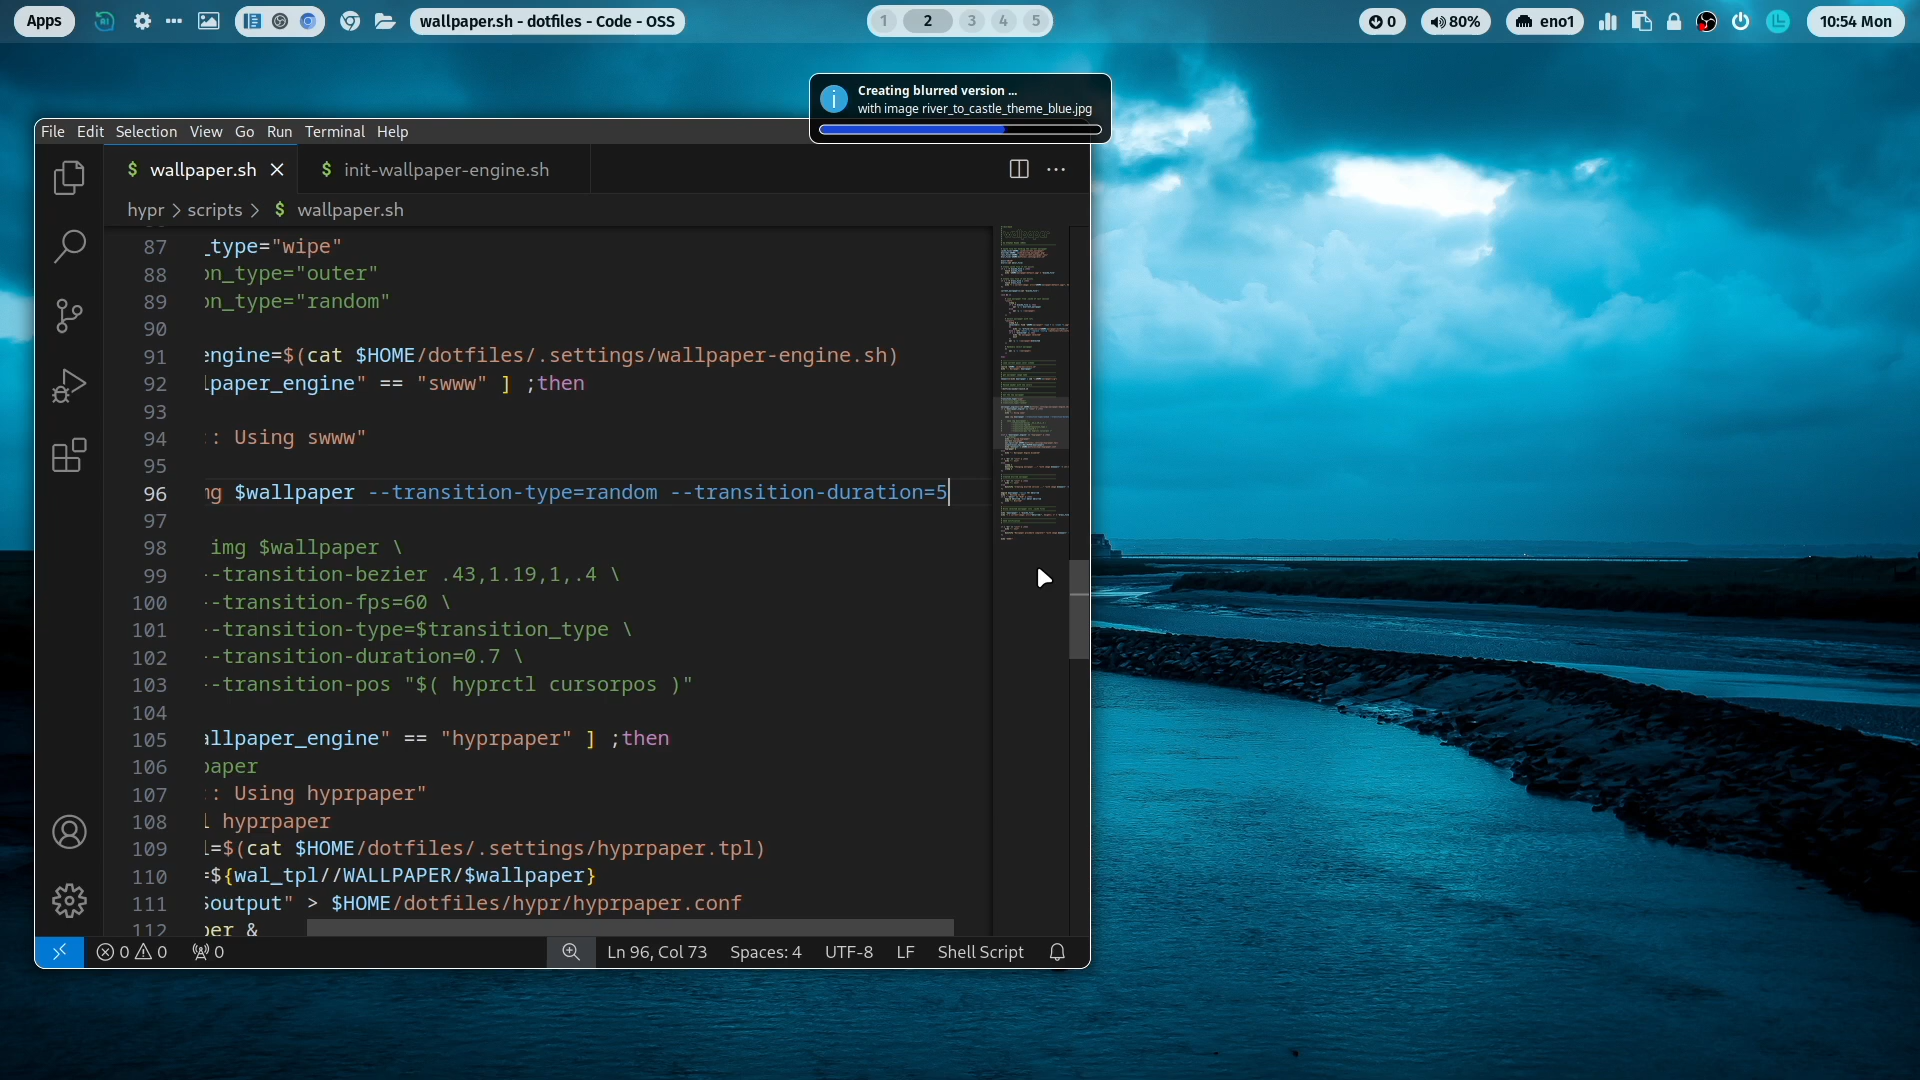 Apps
wallpaper.sh - dotfiles - Code - OSS
1 2 3 4 5
0
80%
eno1
10:54 Mon
Creating blurred version ...
with image river_to_castle_theme_blue.jpg
File Edit Selection View Go Run Terminal Help
$ wallpaper.sh
$ init-wallpaper-engine.sh
hypr > scripts > $ wallpaper.sh
87 _type="wipe"
88 on_type="outer"
89 on_type="random"
90
91 engine=$(cat $HOME/dotfiles/.settings/wallpaper-engine.sh)
92 lpaper_engine" == "swww" ] ;then
93
94 : Using swww"
95
96 ng $wallpaper --transition-type=random --transition-duration=5
97
98 img $wallpaper \
99 --transition-bezier .43,1.19,1,.4 \
100 --transition-fps=60 \
101 --transition-type=$transition_type \
102 --transition-duration=0.7 \
103 --transition-pos "$( hyprctl cursorpos )"
104
105 allpaper_engine" == "hyprpaper" ] ;then
106 paper
107 : Using hyprpaper"
108 l hyprpaper
109 l=$(cat $HOME/dotfiles/.settings/hyprpaper.tpl)
110 =${wal_tpl//WALLPAPER/$wallpaper}
111 $output" > $HOME/dotfiles/hypr/hyprpaper.conf
112 per &
0 0 0
Ln 96, Col 73 Spaces: 4 UTF-8 LF Shell Script